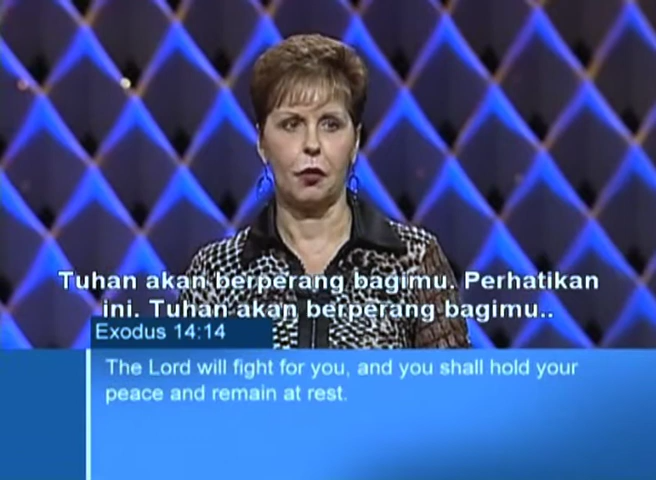 Tuhan akan berperang bagimu. Perhatikan
ini. Tuhan akan berperang bagimu..
Exodus 14:14
The Lord will fight for you, and you shall hold your
peace and remain at rest.